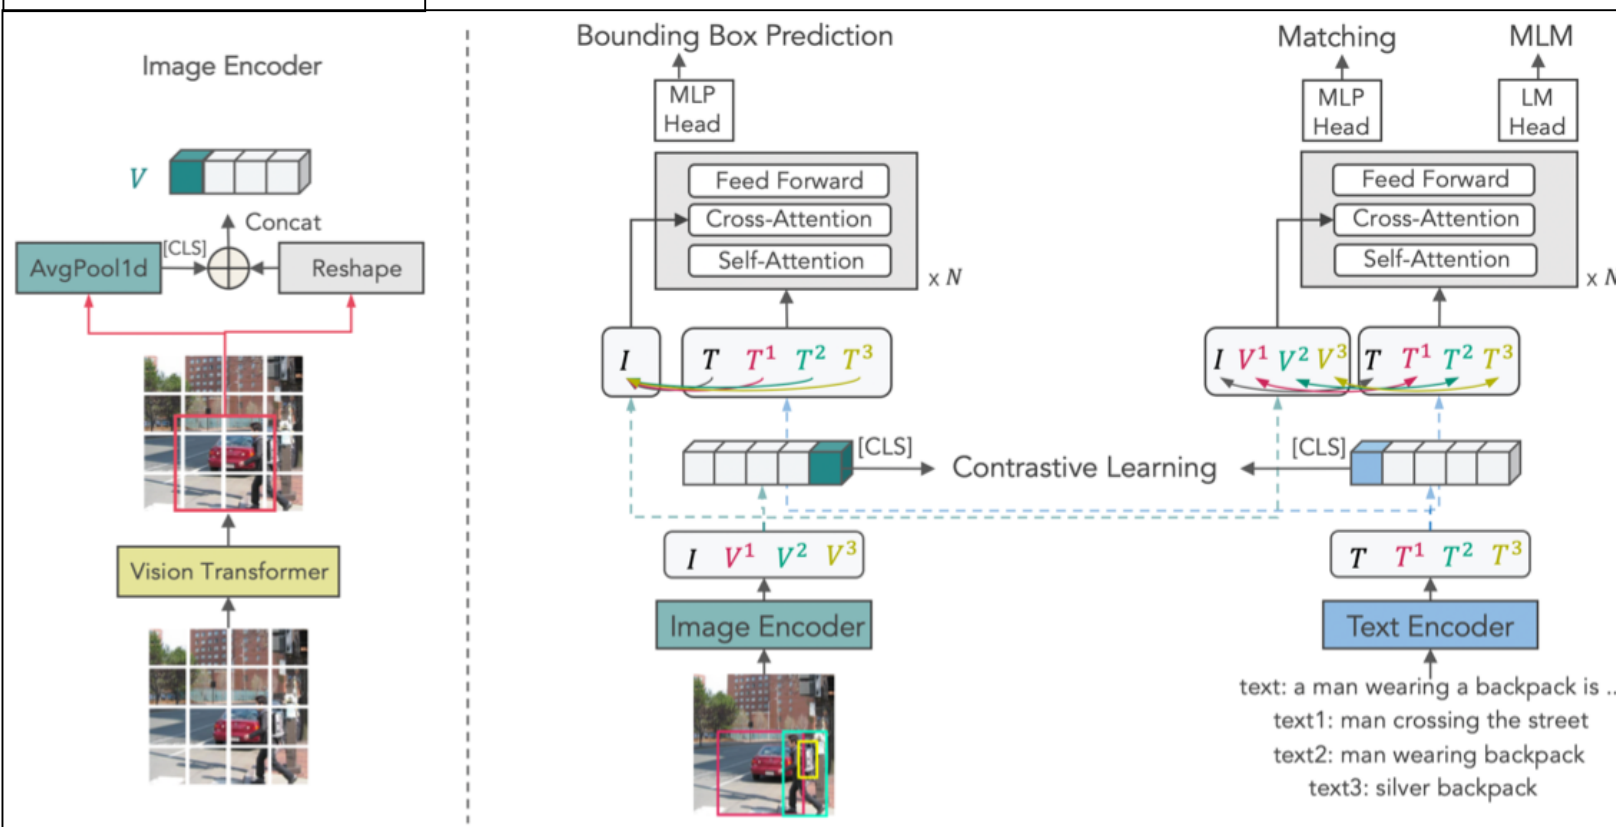 Image Encoder
V
Concat
[CLS]
AvgPool1d
Reshape
Vision Transformer
Bounding Box Prediction
MLP
Head
Feed Forward
Cross-Attention
Self-Attention
x N
I
T T¹ T² T³
[CLS]
Contrastive Learning
I V¹ V² V³
Image Encoder
Matching
MLM
MLP
Head
LM
Head
Feed Forward
Cross-Attention
Self-Attention
x N
I V¹ V² V³
T T¹ T² T³
[CLS]
T T¹ T² T³
Text Encoder
text: a man wearing a backpack is ..
text1: man crossing the street
text2: man wearing backpack
text3: silver backpack